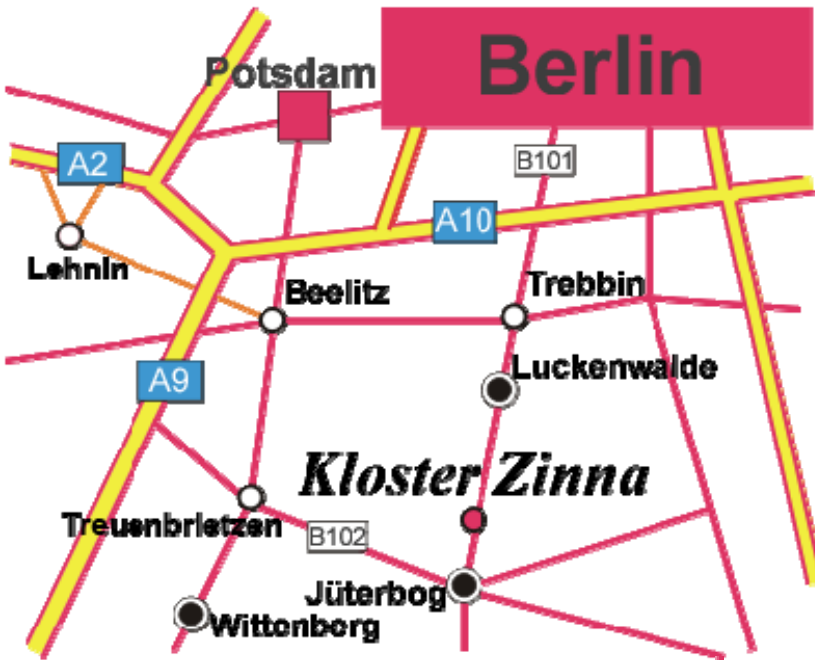 Berlin
Potsdam
A2
B101
A10
Lehnin
Beelitz
Trebbin
A9
Luckenwalde
Kloster Zinna
Treuenbrietzen
B102
Jüterbog
Wittenberg